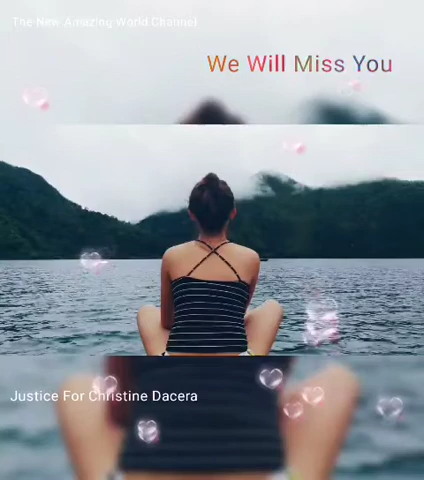 The New Amazing World Channel
We Will Miss You
Justice For Christine Dacera